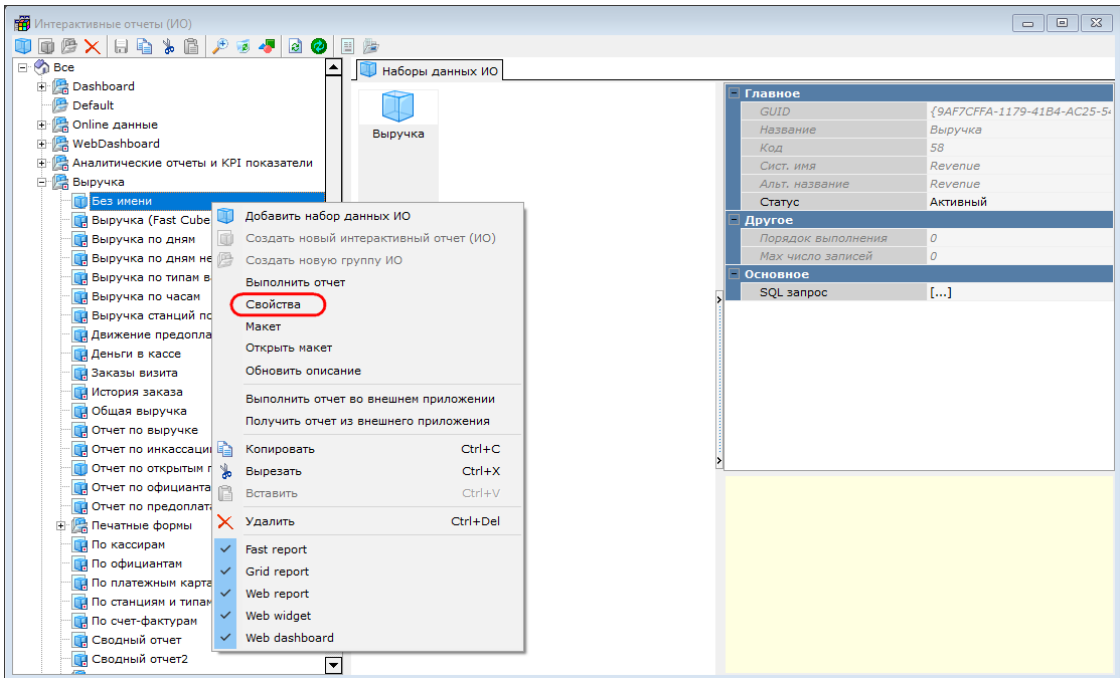 Интерактивные отчеты (ИО)
Все
Dashboard
Default
Online данные
WebDashboard
Аналитические отчеты и KPI показатели
Выручка
Без имени
Выручка (Fast Cube
Выручка по дням
Выручка по дням не
Выручка по типам в
Выручка по часам
Выручка станций по
Движение предопла
Деньги в кассе
Заказы визита
История заказа
Общая выручка
Отчет по выручке
Отчет по инкассаци
Отчет по открытым
Отчет по официанта
Отчет по предоплат
Печатные формы
По кассирам
По официантам
По платежным карта
По станциям и типам
По счет-фактурам
Сводный отчет
Сводный отчет2
Добавить набор данных ИО
Создать новый интерактивный отчет (ИО)
Создать новую группу ИО
Выполнить отчет
Свойства
Макет
Открыть макет
Обновить описание
Выполнить отчет во внешнем приложении
Получить отчет из внешнего приложения
Копировать Ctrl+C
Вырезать Ctrl+X
Вставить Ctrl+V
Удалить Ctrl+Del
Fast report
Grid report
Web report
Web widget
Web dashboard
Наборы данных ИО
Выручка
Главное
GUID {9AF7CFFA-1179-41B4-AC25-5
Название Выручка
Код 58
Сист. имя Revenue
Альт. название Revenue
Статус Активный
Другое
Порядок выполнения 0
Max число записей 0
Основное
SQL запрос [...]